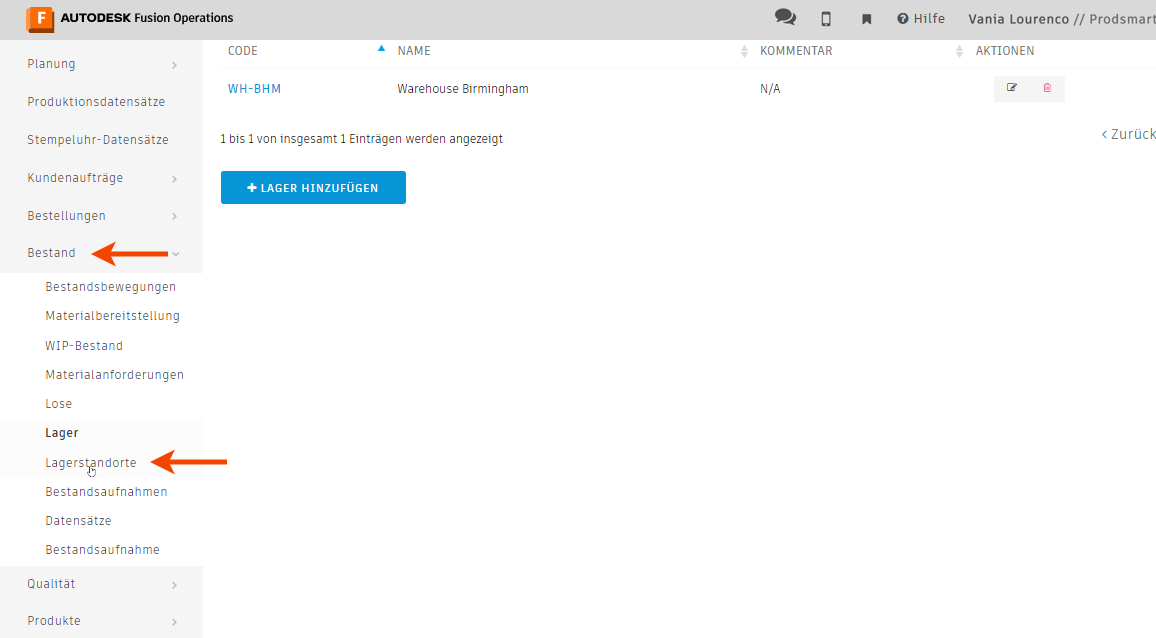 F AUTODESK Fusion Operations
Hilfe
Vania Lourenco // Prodsmart
Planung
Produktionsdatensätze
Stempeluhr-Datensätze
Kundenaufträge
Bestellungen
Bestand
Bestandsbewegungen
Materialbereitstellung
WIP-Bestand
Materialanforderungen
Lose
Lager
Lagerstandorte
Bestandsaufnahmen
Datensätze
Bestandsaufnahme
Qualität
Produkte
CODE NAME KOMMENTAR AKTIONEN
WH-BHM Warehouse Birmingham N/A
1 bis 1 von insgesamt 1 Einträgen werden angezeigt
< Zurück
+ LAGER HINZUFÜGEN